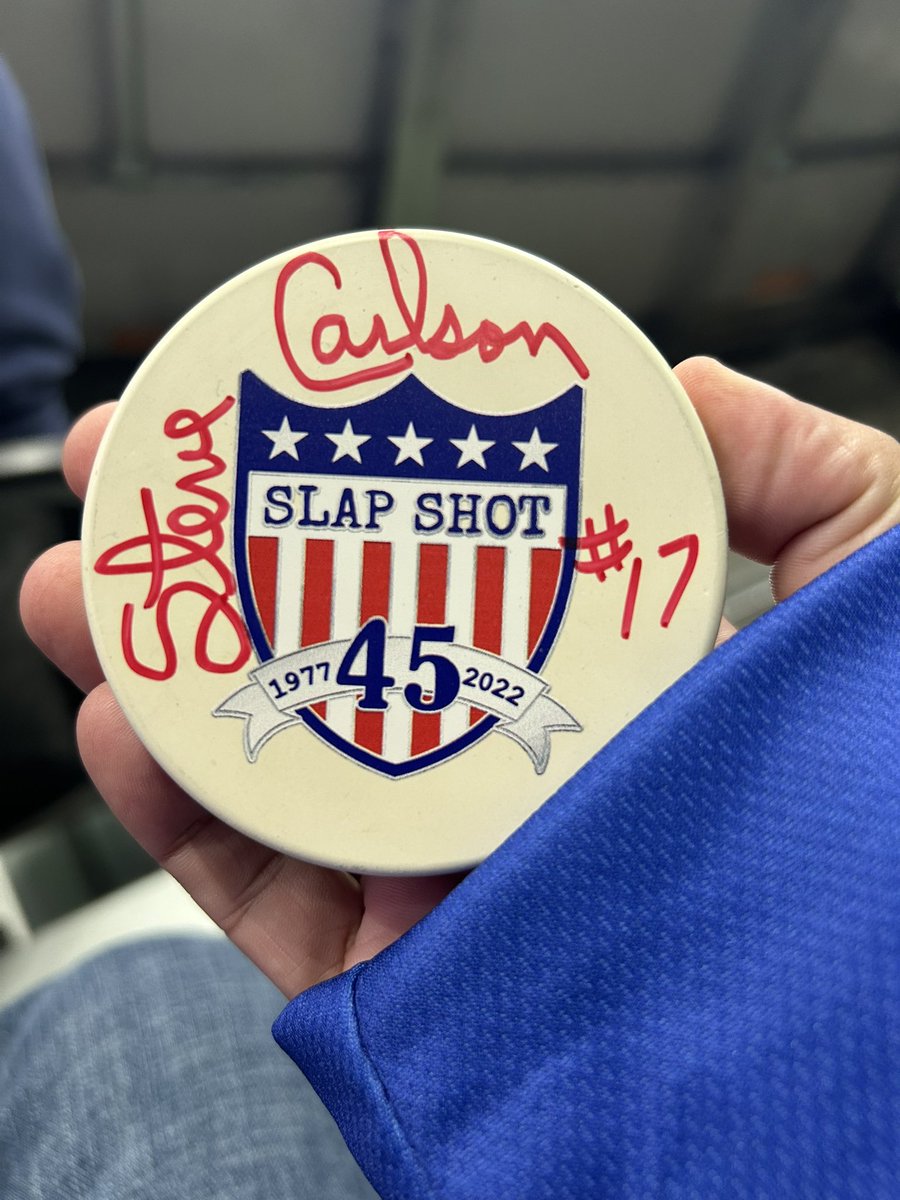 Steve Carlson
#17
SLAP SHOT
1977 45 2022